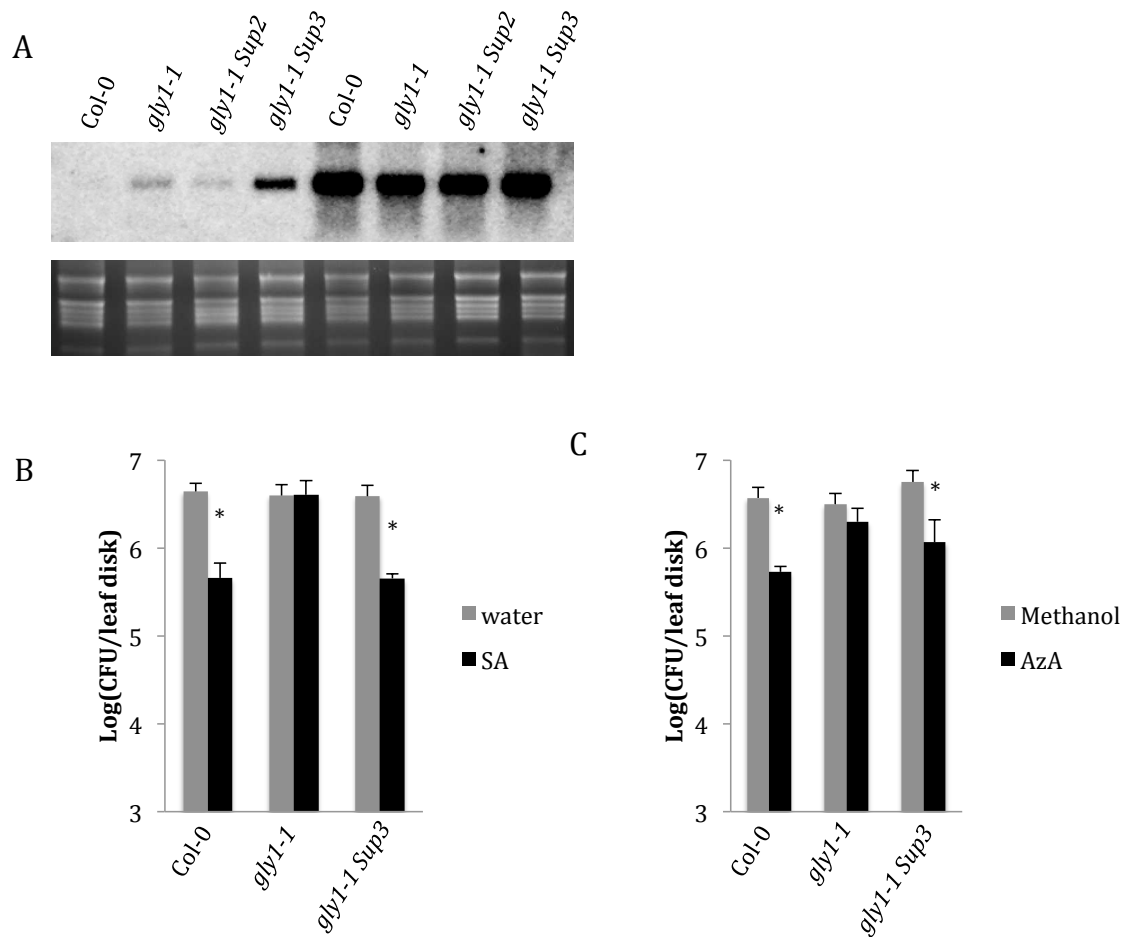 A
Col-0
gly1-1
gly1-1 Sup2
gly1-1 Sup3
Col-0
gly1-1
gly1-1 Sup2
gly1-1 Sup3
B
Log(CFU/leaf disk)
7
6
5
4
3
*
*
Col-0
gly1-1
gly1-1 Sup3
water
SA
C
Log(CFU/leaf disk)
7
6
5
4
3
*
*
Col-0
gly1-1
gly1-1 Sup3
Methanol
AzA